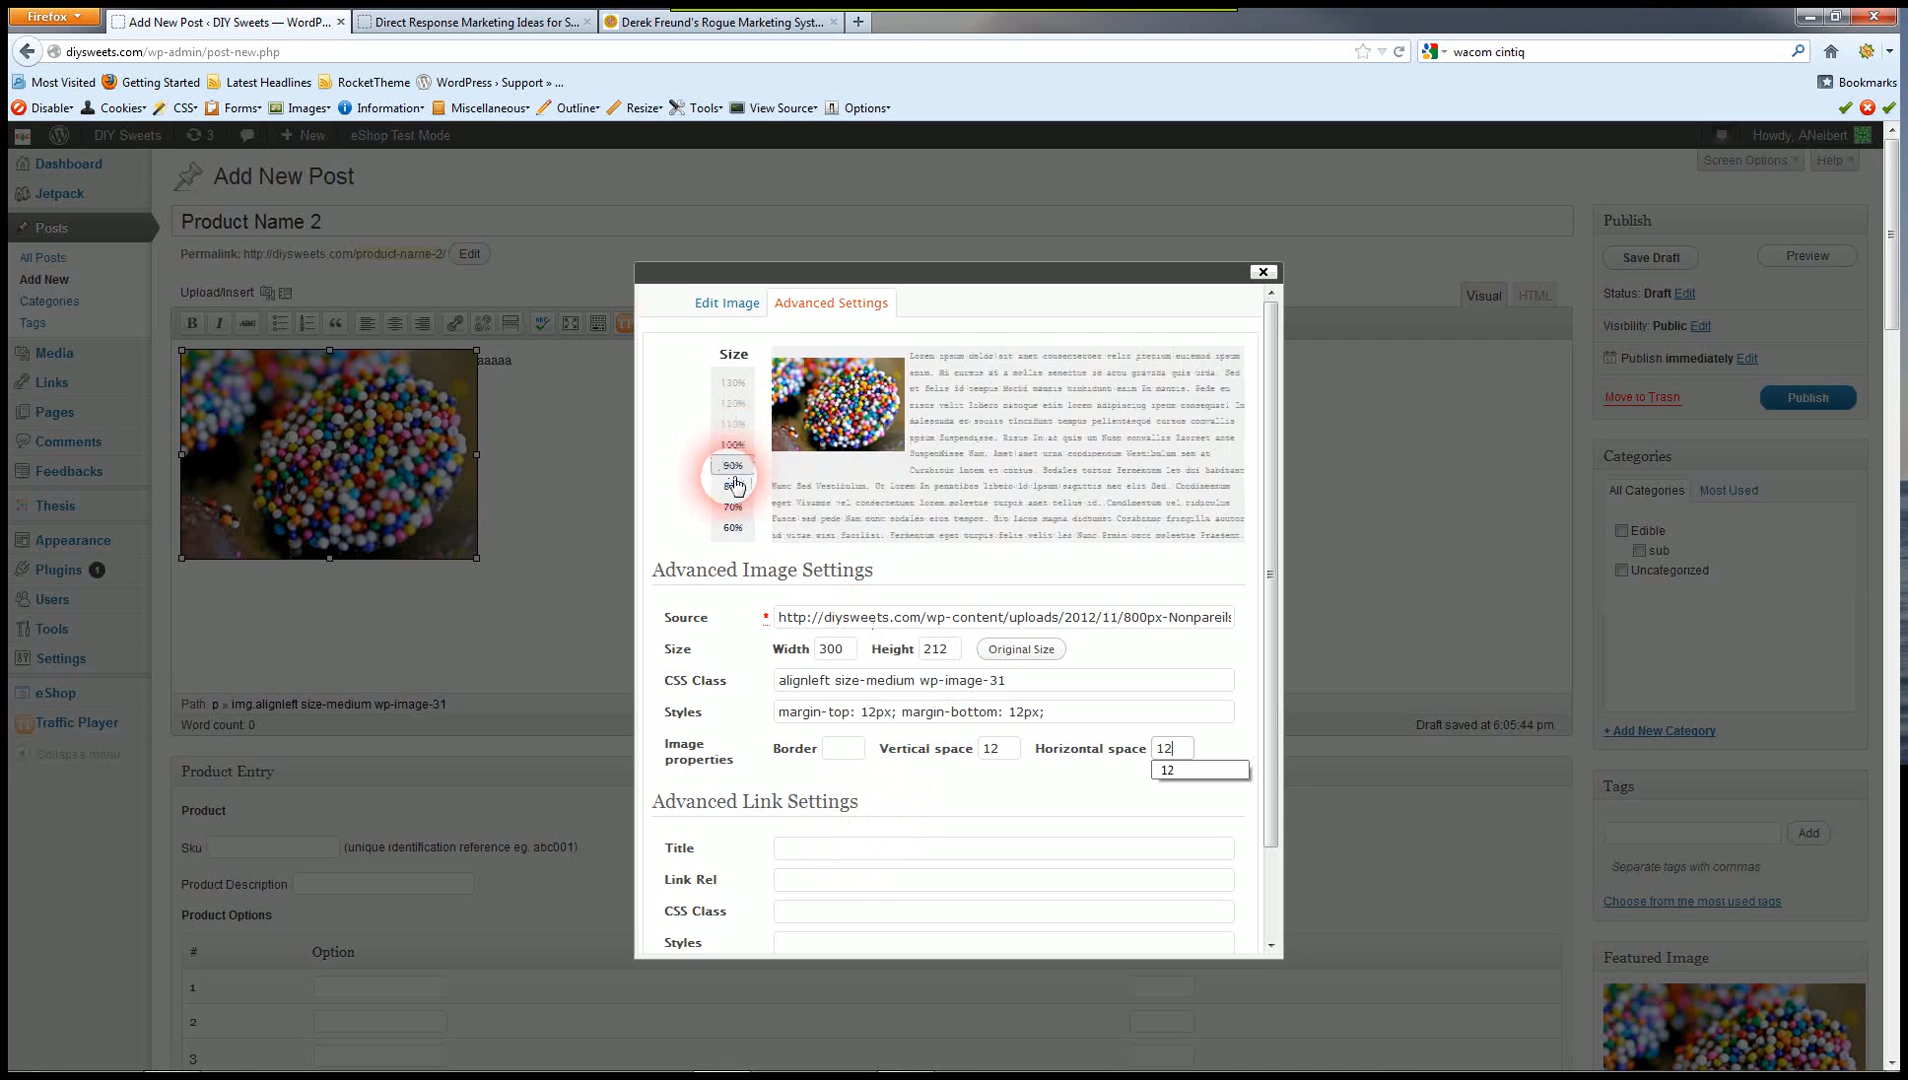 Firefox
Add New Post ‹ DIY Sweets — WordP...
Direct Response Marketing Ideas for S...
Derek Freund's Rogue Marketing Syst...
diysweets.com/wp-admin/post-new.php
wacom cintiq
Most Visited Getting Started Latest Headlines RocketTheme WordPress › Support » ...
Bookmarks
Disable Cookies CSS Forms Images Information Miscellaneous Outline Resize Tools View Source Options
DIY Sweets 3 New eShop Test Mode
Howdy, ANeibert
Screen Options Help
Dashboard
Jetpack
Posts
All Posts
Add New
Categories
Tags
Media
Links
Pages
Comments
Feedbacks
Thesis
Appearance
Plugins 1
Users
Tools
Settings
eShop
Traffic Player
Collapse menu
Add New Post
Product Name 2
Permalink: http://diysweets.com/product-name-2/ Edit
Upload/Insert
Visual HTML
B I ABC
aaaaa
Path: p » img.alignleft size-medium wp-image-31
Word count: 0
Draft saved at 6:05:44 pm
Product Entry
Product
Sku (unique identification reference eg. abc001)
Product Description
Product Options
# Option
1
2
3
Edit Image Advanced Settings
Size
130%
120%
110%
100%
90%
70%
60%
Advanced Image Settings
Source * http://diysweets.com/wp-content/uploads/2012/11/800px-Nonpareils
Size Width 300 Height 212 Original Size
CSS Class alignleft size-medium wp-image-31
Styles margin-top: 12px; margin-bottom: 12px;
Image properties Border Vertical space 12 Horizontal space 12
12
Advanced Link Settings
Title
Link Rel
CSS Class
Styles
Publish
Save Draft Preview
Status: Draft Edit
Visibility: Public Edit
Publish immediately Edit
Move to Trash Publish
Categories
All Categories Most Used
Edible
sub
Uncategorized
+ Add New Category
Tags
Add
Separate tags with commas
Choose from the most used tags
Featured Image